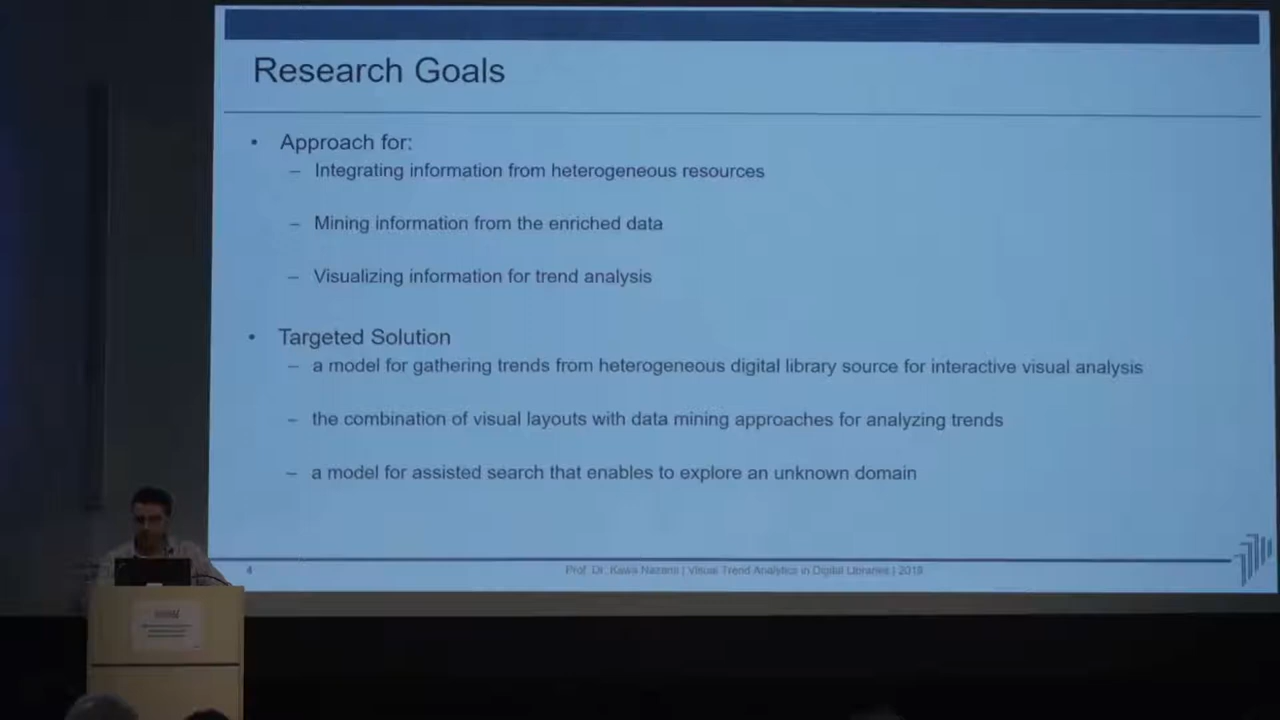 Research Goals
• Approach for:
– Integrating information from heterogeneous resources
– Mining information from the enriched data
– Visualizing information for trend analysis
• Targeted Solution
– a model for gathering trends from heterogeneous digital library source for interactive visual analysis
– the combination of visual layouts with data mining approaches for analyzing trends
– a model for assisted search that enables to explore an unknown domain
4
Prof. Dr. Kawa Nazemi | Visual Trend Analytics in Digital Libraries | 2019